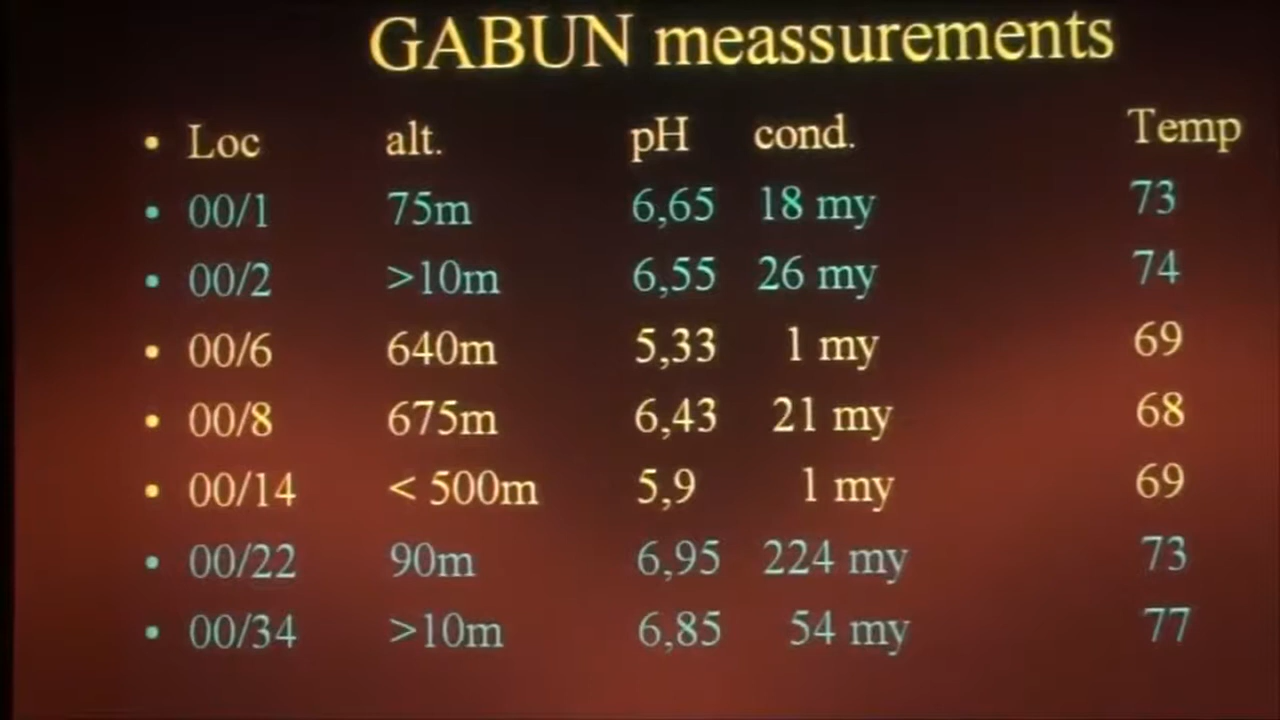 GABUN meassurements
• Loc alt. pH cond. Temp
• 00/1 75m 6,65 18 my 73
• 00/2 >10m 6,55 26 my 74
• 00/6 640m 5,33 1 my 69
• 00/8 675m 6,43 21 my 68
• 00/14 < 500m 5,9 1 my 69
• 00/22 90m 6,95 224 my 73
• 00/34 >10m 6,85 54 my 77